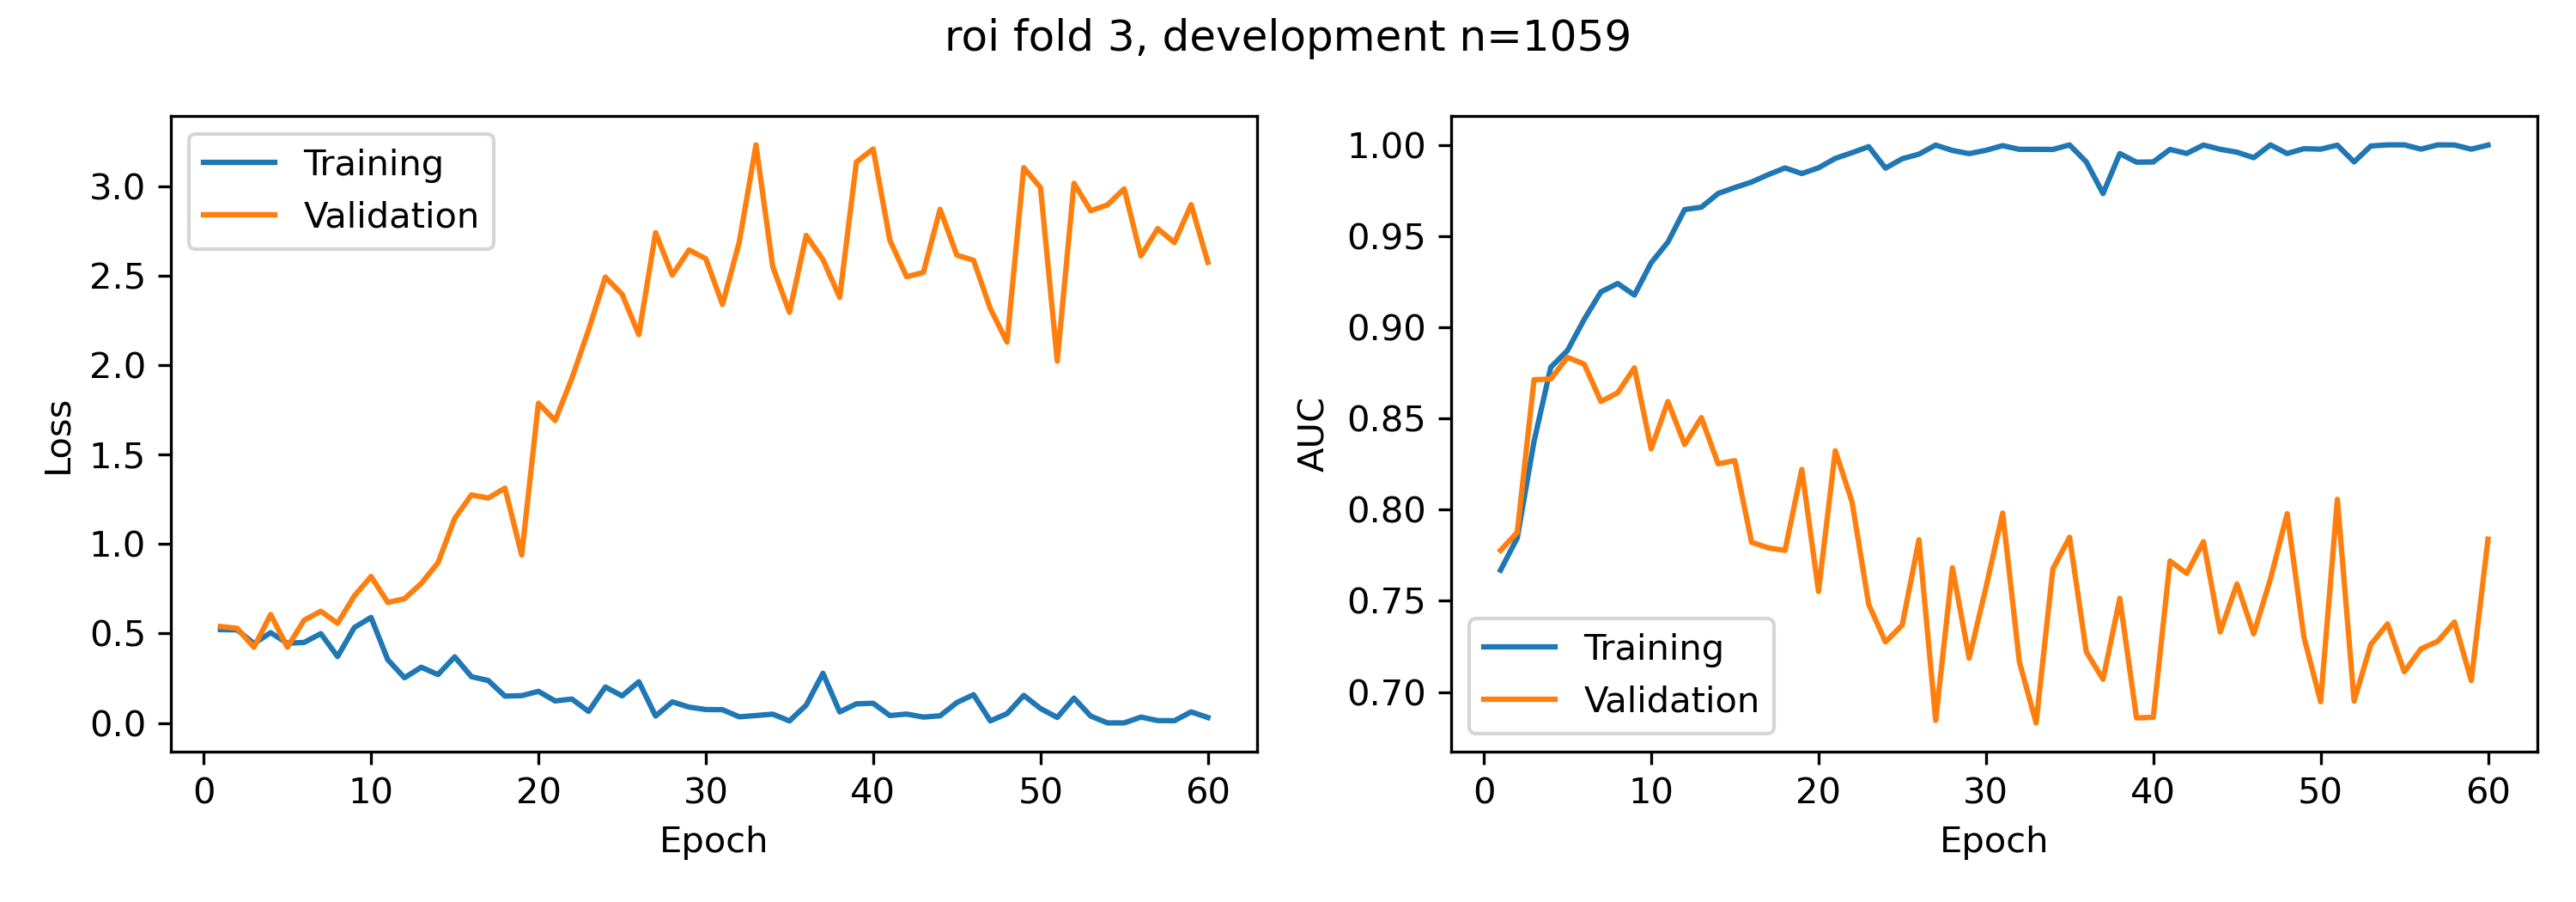 roi fold 3, development n=1059
Training
Validation
3.0
2.5
2.0
1.5
1.0
0.5
0.0
Loss
0 10 20 30 40 50 60
Epoch
1.00
0.95
0.90
0.85
0.80
0.75
0.70
AUC
Training
Validation
0 10 20 30 40 50 60
Epoch